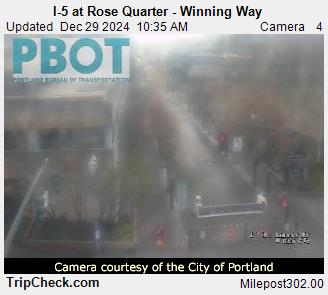 I-5 at Rose Quarter - Winning Way
Updated Dec 29 2024 10:35 AM Camera 4
PBOT
PORTLAND BUREAU OF TRANSPORTATION
Camera courtesy of the City of Portland
TripCheck.com Milepost302.00